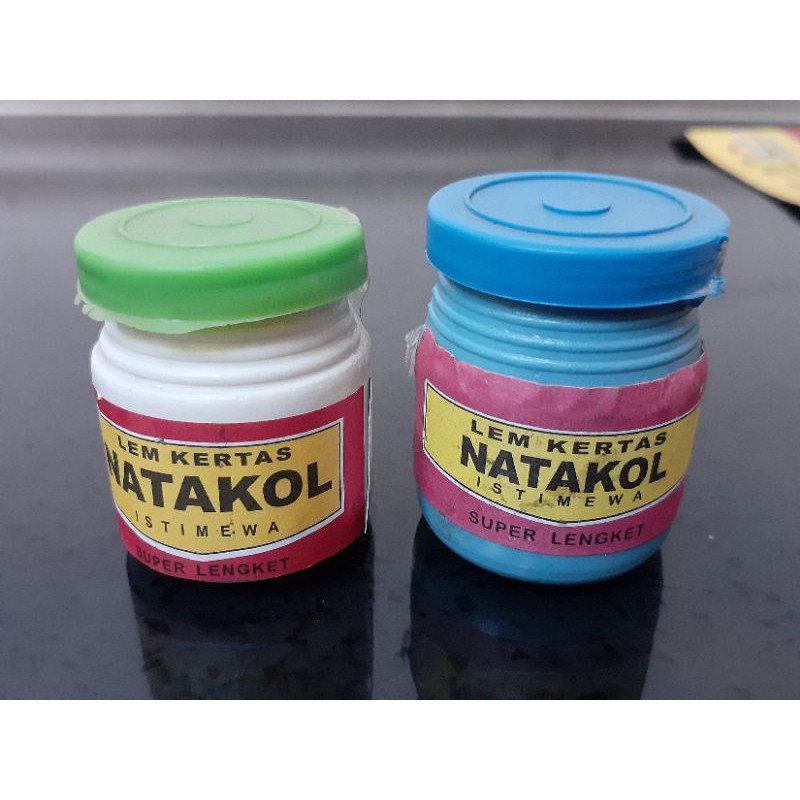 LEM KERTAS
NATAKOL
ISTIMEWA
SUPER LENGKET
LEM KERTAS
NATAKOL
ISTIMEWA
SUPER LENGKET